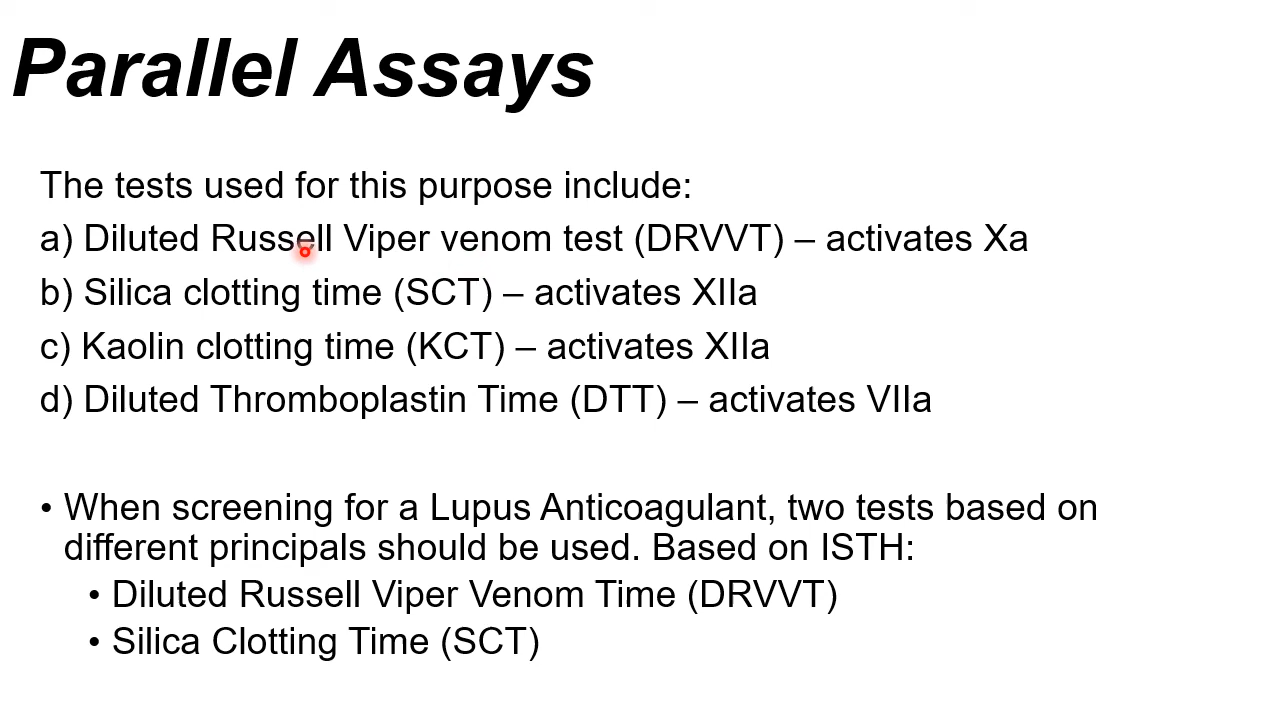 Parallel Assays
The tests used for this purpose include:
a) Diluted Russell Viper venom test (DRVVT) – activates Xa
b) Silica clotting time (SCT) – activates XIIa
c) Kaolin clotting time (KCT) – activates XIIa
d) Diluted Thromboplastin Time (DTT) – activates VIIa
• When screening for a Lupus Anticoagulant, two tests based on
different principals should be used. Based on ISTH:
• Diluted Russell Viper Venom Time (DRVVT)
• Silica Clotting Time (SCT)